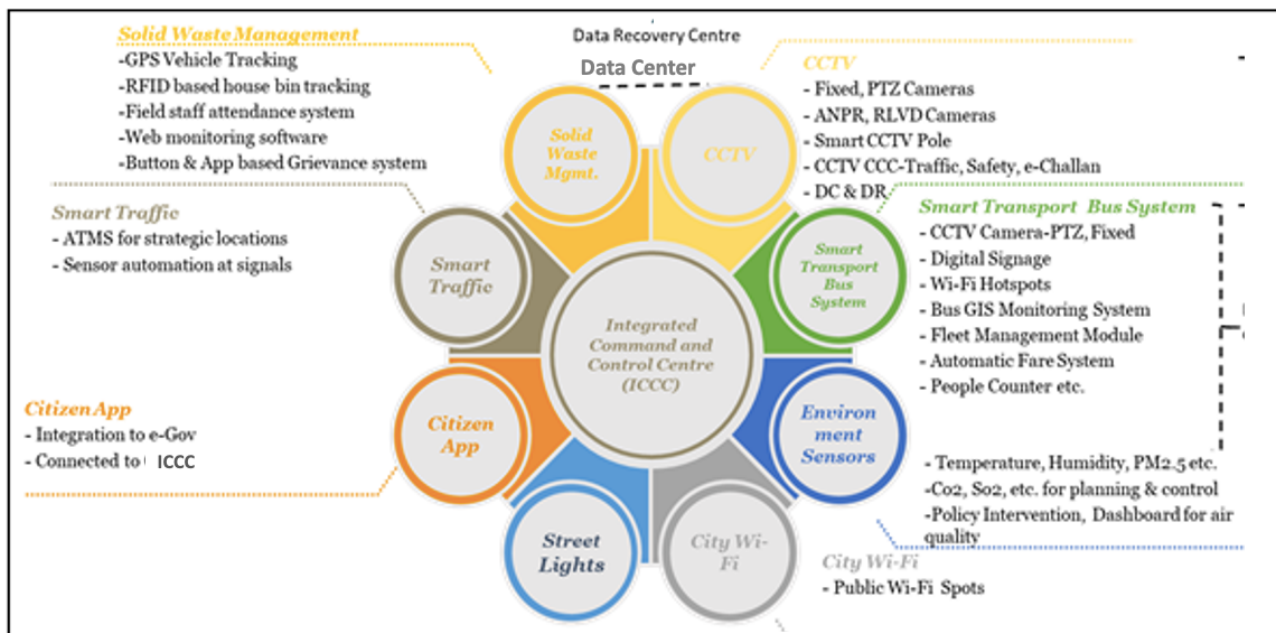 Solid Waste Management
-GPS Vehicle Tracking
-RFID based house bin tracking
-Field staff attendance system
-Web monitoring software
-Button & App based Grievance system
Data Recovery Centre
Data Center
CCTV
- Fixed, PTZ Cameras
- ANPR, RLVD Cameras
- Smart CCTV Pole
- CCTV CCC-Traffic, Safety, e-Challan
- DC & DR
Smart Traffic
- ATMS for strategic locations
- Sensor automation at signals
Smart Transport Bus System
- CCTV Camera-PTZ, Fixed
- Digital Signage
- Wi-Fi Hotspots
- Bus GIS Monitoring System
- Fleet Management Module
- Automatic Fare System
- People Counter etc.
Solid
Waste
Mgmt.
CCTV
Smart
Traffic
Smart
Transport
Bus
System
Integrated
Command and
Control Centre
(ICCC)
Citizen
App
Environ
ment
Sensors
Street
Lights
City Wi-
Fi
Citizen App
- Integration to e-Gov
- Connected to ICCC
- Temperature, Humidity, PM2.5 etc.
-Co2, So2, etc. for planning & control
-Policy Intervention, Dashboard for air
quality
City Wi-Fi
- Public Wi-Fi Spots